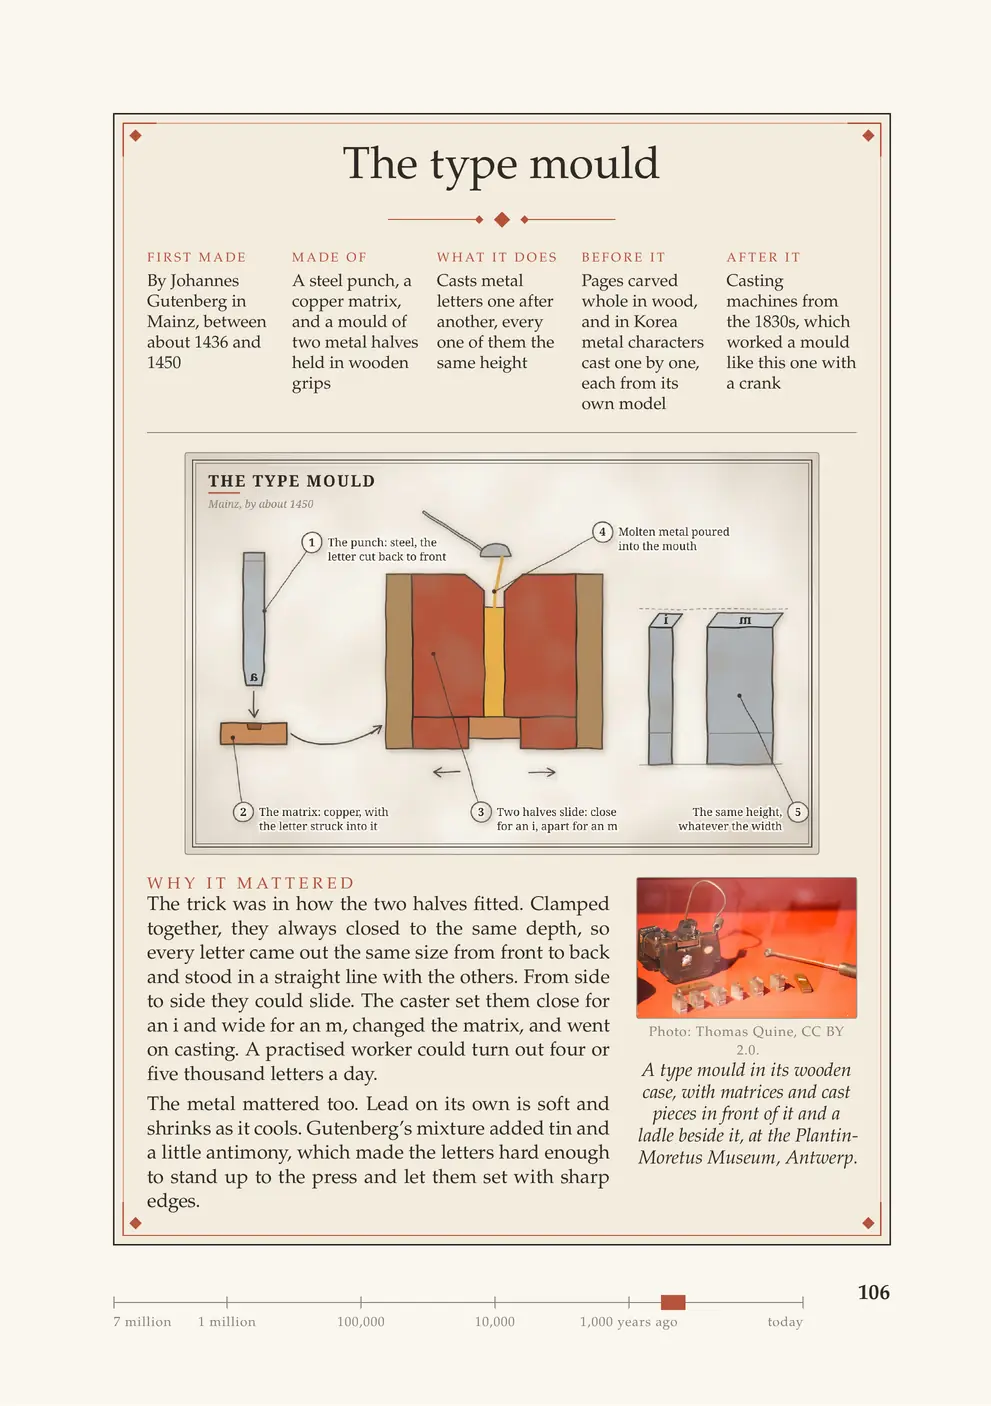 The type mould
FIRST MADE
By Johannes
Gutenberg in
Mainz, between
about 1436 and
1450
MADE OF
A steel punch, a
copper matrix,
and a mould of
two metal halves
held in wooden
grips
WHAT IT DOES
Casts metal
letters one after
another, every
one of them the
same height
BEFORE IT
Pages carved
whole in wood,
and in Korea
metal characters
cast one by one,
each from its
own model
AFTER IT
Casting
machines from
the 1830s, which
worked a mould
like this one with
a crank
THE TYPE MOULD
Mainz, by about 1450
1 The punch: steel, the
letter cut back to front
4 Molten metal poured
into the mouth
a
i
m
2 The matrix: copper, with
the letter struck into it
3 Two halves slide: close
for an i, apart for an m
The same height, 5
whatever the width
WHY IT MATTERED
The trick was in how the two halves fitted. Clamped
together, they always closed to the same depth, so
every letter came out the same size from front to back
and stood in a straight line with the others. From side
to side they could slide. The caster set them close for
an i and wide for an m, changed the matrix, and went
on casting. A practised worker could turn out four or
five thousand letters a day.
The metal mattered too. Lead on its own is soft and
shrinks as it cools. Gutenberg's mixture added tin and
a little antimony, which made the letters hard enough
to stand up to the press and let them set with sharp
edges.
Photo: Thomas Quine, CC BY
2.0.
A type mould in its wooden
case, with matrices and cast
pieces in front of it and a
ladle beside it, at the Plantin-
Moretus Museum, Antwerp.
106
7 million 1 million 100,000 10,000 1,000 years ago today